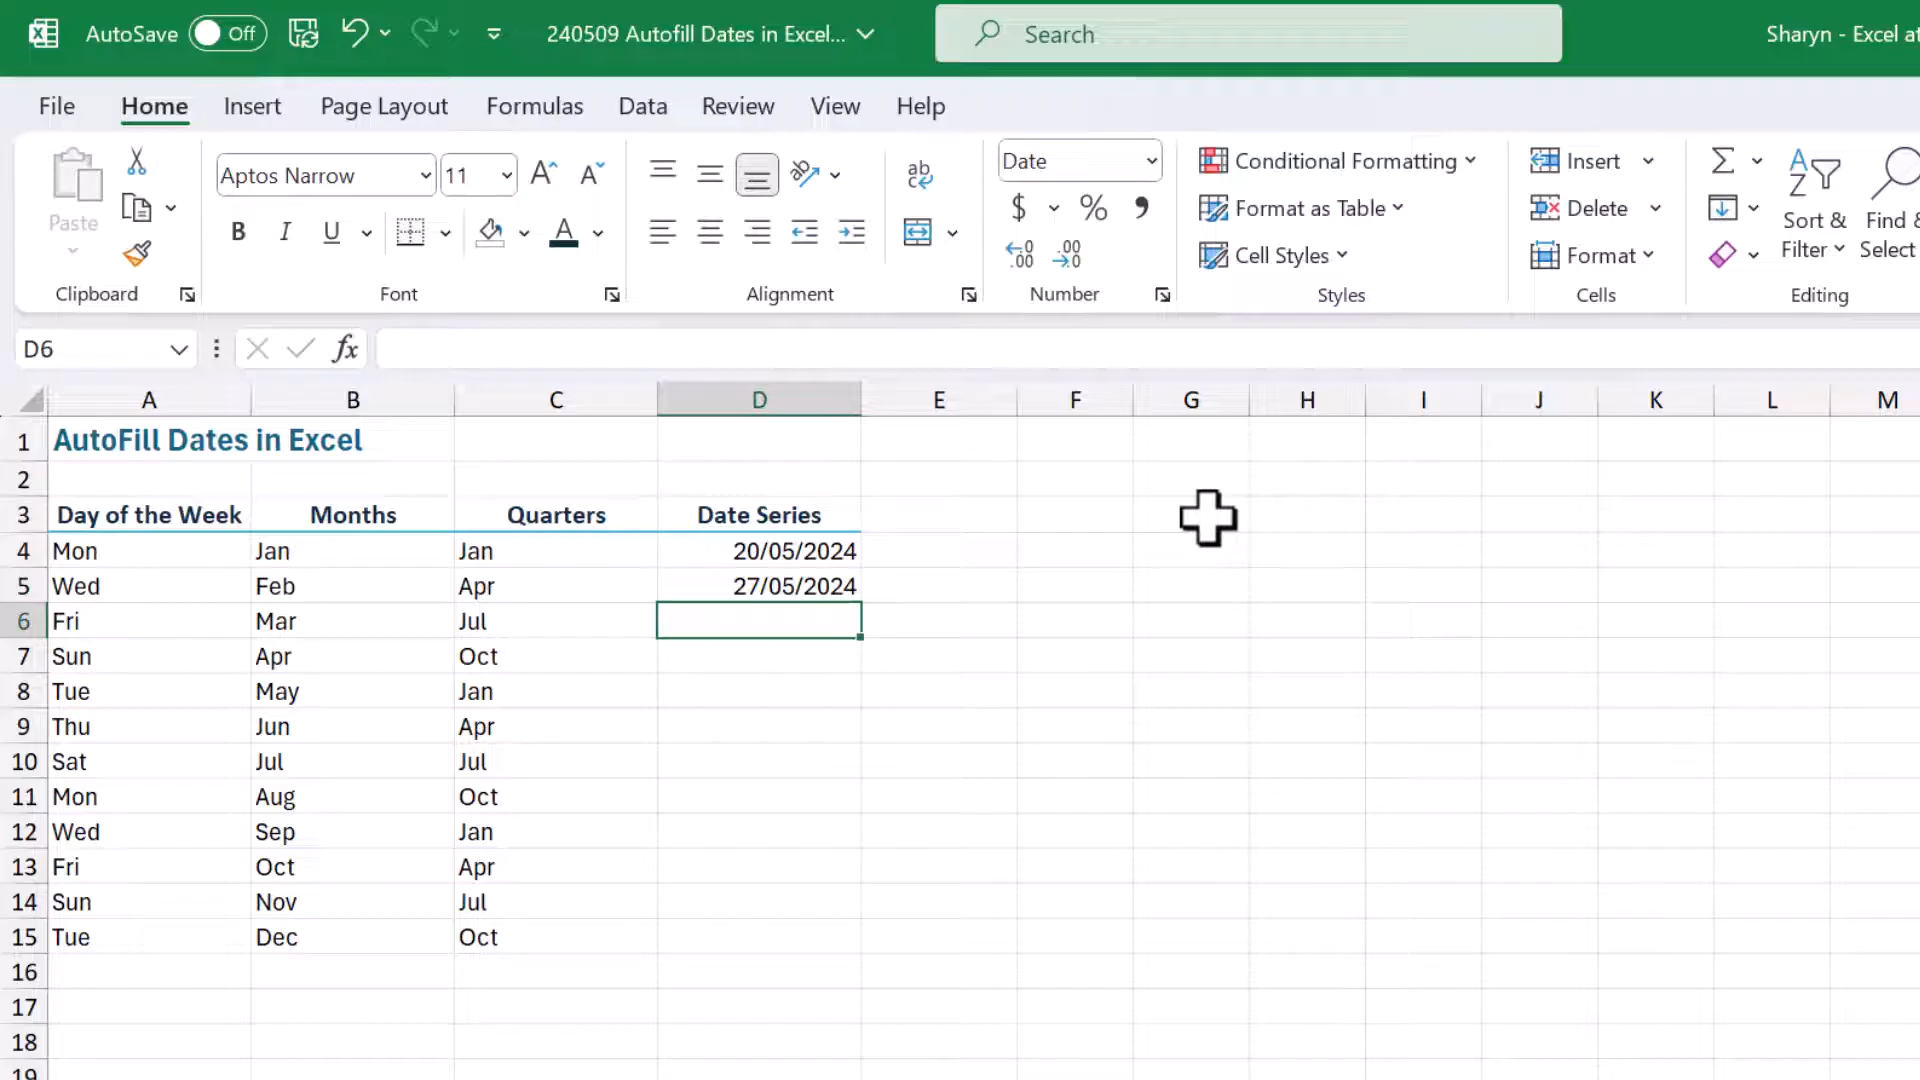 AutoSave Off 240509 Autofill Dates in Excel... Search Sharyn - Excel at
File Home Insert Page Layout Formulas Data Review View Help
Paste
Clipboard
Aptos Narrow 11
B I U A
Font
ab
Alignment
Date
$ % ,
Number
Conditional Formatting
Format as Table
Cell Styles
Styles
Insert
Delete
Format
Cells
Sort &
Filter
Find &
Select
Editing
D6 fx
A B C D E F G H I J K L M
1 AutoFill Dates in Excel
2
3 Day of the Week Months Quarters Date Series
4 Mon Jan Jan 20/05/2024
5 Wed Feb Apr 27/05/2024
6 Fri Mar Jul
7 Sun Apr Oct
8 Tue May Jan
9 Thu Jun Apr
10 Sat Jul Jul
11 Mon Aug Oct
12 Wed Sep Jan
13 Fri Oct Apr
14 Sun Nov Jul
15 Tue Dec Oct
16
17
18
19